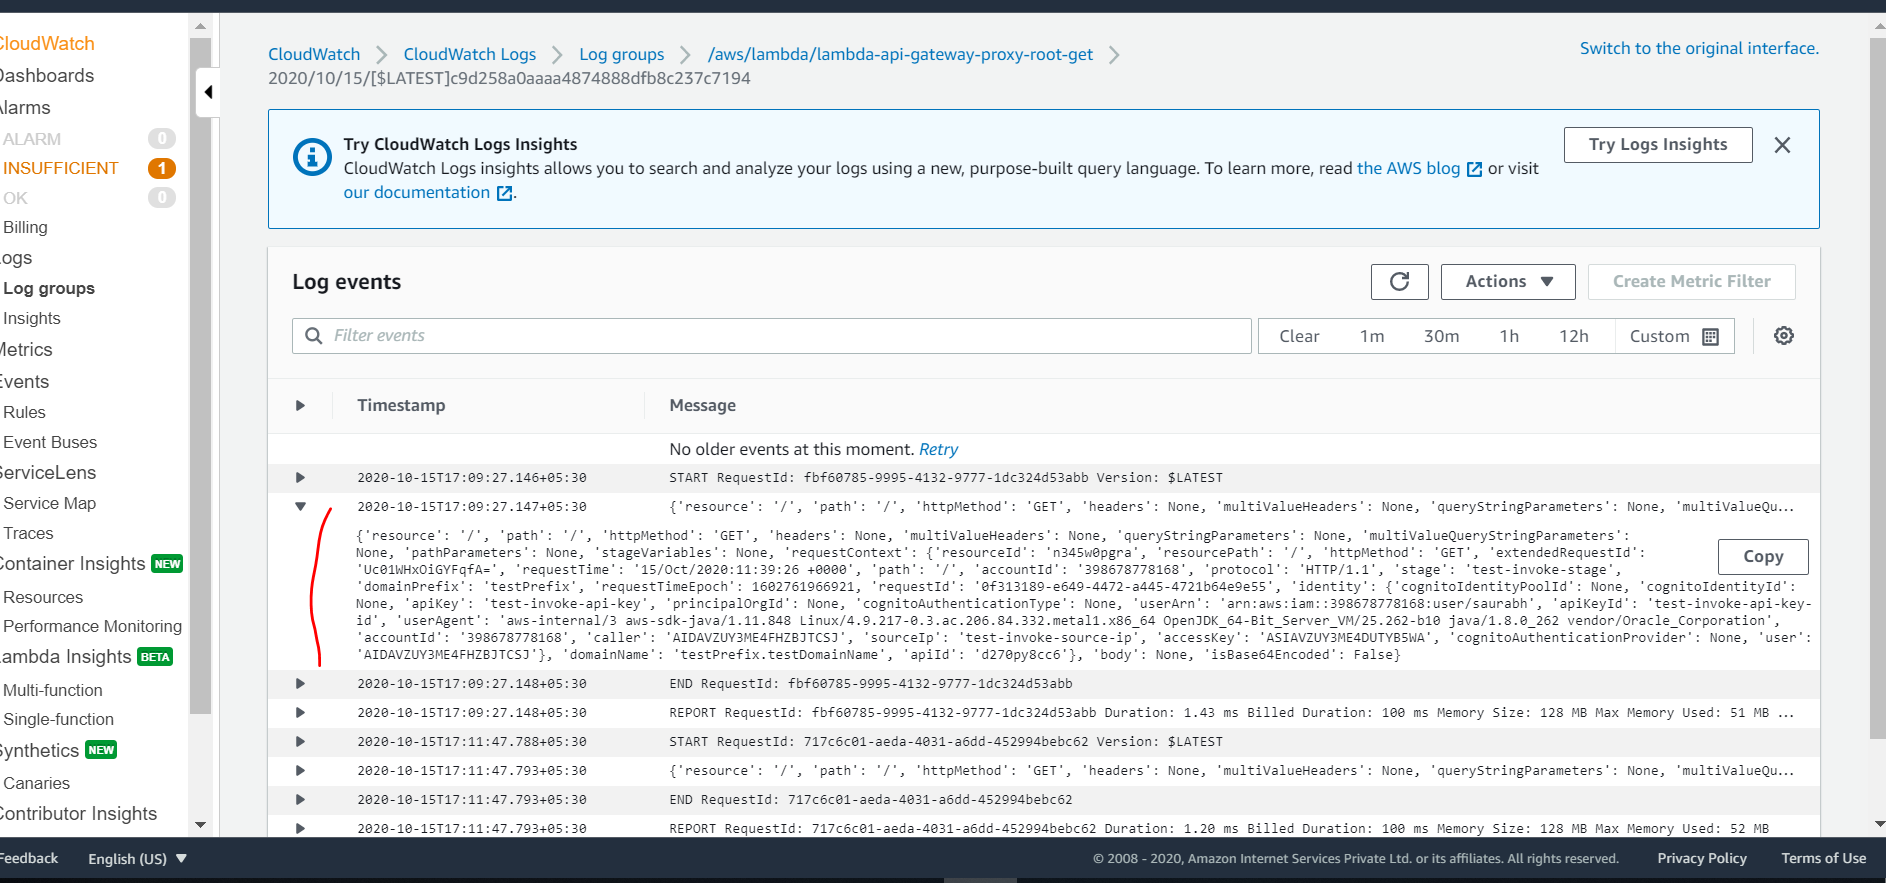 CloudWatch
Dashboards
Alarms
ALARM 0
INSUFFICIENT 1
OK 0
Billing
Logs
Log groups
Insights
Metrics
Events
Rules
Event Buses
ServiceLens
Service Map
Traces
Container Insights NEW
Resources
Performance Monitoring
Lambda Insights BETA
Multi-function
Single-function
Synthetics NEW
Canaries
Contributor Insights
CloudWatch CloudWatch Logs Log groups /aws/lambda/lambda-api-gateway-proxy-root-get
2020/10/15/[$LATEST]c9d258a0aaaa4874888dfb8c237c7194
Switch to the original interface.
Try CloudWatch Logs Insights
CloudWatch Logs insights allows you to search and analyze your logs using a new, purpose-built query language. To learn more, read the AWS blog or visit
our documentation.
Try Logs Insights
Log events
Actions
Create Metric Filter
Filter events
Clear 1m 30m 1h 12h Custom
Timestamp Message
No older events at this moment. Retry
2020-10-15T17:09:27.146+05:30 START RequestId: fbf60785-9995-4132-9777-1dc324d53abb Version: $LATEST
2020-10-15T17:09:27.147+05:30 {'resource': '/', 'path': '/', 'httpMethod': 'GET', 'headers': None, 'multiValueHeaders': None, 'queryStringParameters': None, 'multiValueQu...
{'resource': '/', 'path': '/', 'httpMethod': 'GET', 'headers': None, 'multiValueHeaders': None, 'queryStringParameters': None, 'multiValueQueryStringParameters':
None, 'pathParameters': None, 'stageVariables': None, 'requestContext': {'resourceId': 'n345w0pgra', 'resourcePath': '/', 'httpMethod': 'GET', 'extendedRequestId':
'Uc01WHxOiGYFqfA=', 'requestTime': '15/Oct/2020:11:39:26 +0000', 'path': '/', 'accountId': '398678778168', 'protocol': 'HTTP/1.1', 'stage': 'test-invoke-stage',
'domainPrefix': 'testPrefix', 'requestTimeEpoch': 1602761966921, 'requestId': '0f313189-e649-4472-a445-4721b64e9e55', 'identity': {'cognitoIdentityPoolId': None, 'cognitoIdentityId':
None, 'apiKey': 'test-invoke-api-key', 'principalOrgId': None, 'cognitoAuthenticationType': None, 'userArn': 'arn:aws:iam::398678778168:user/saurabh', 'apiKeyId': 'test-invoke-api-key-
id', 'userAgent': 'aws-internal/3 aws-sdk-java/1.11.848 Linux/4.9.217-0.3.ac.206.84.332.metal1.x86_64 OpenJDK_64-Bit_Server_VM/25.262-b10 java/1.8.0_262 vendor/Oracle_Corporation',
'accountId': '398678778168', 'caller': 'AIDAVZUY3ME4FHZBJTCSJ', 'sourceIp': 'test-invoke-source-ip', 'accessKey': 'ASIAVZUY3ME4DUTYB5WA', 'cognitoAuthenticationProvider': None, 'user':
'AIDAVZUY3ME4FHZBJTCSJ'}, 'domainName': 'testPrefix.testDomainName', 'apiId': 'd270py8cc6'}, 'body': None, 'isBase64Encoded': False}
Copy
2020-10-15T17:09:27.148+05:30 END RequestId: fbf60785-9995-4132-9777-1dc324d53abb
2020-10-15T17:09:27.148+05:30 REPORT RequestId: fbf60785-9995-4132-9777-1dc324d53abb Duration: 1.43 ms Billed Duration: 100 ms Memory Size: 128 MB Max Memory Used: 51 MB ...
2020-10-15T17:11:47.788+05:30 START RequestId: 717c6c01-aeda-4031-a6dd-452994bebc62 Version: $LATEST
2020-10-15T17:11:47.793+05:30 {'resource': '/', 'path': '/', 'httpMethod': 'GET', 'headers': None, 'multiValueHeaders': None, 'queryStringParameters': None, 'multiValueQu...
2020-10-15T17:11:47.793+05:30 END RequestId: 717c6c01-aeda-4031-a6dd-452994bebc62
2020-10-15T17:11:47.793+05:30 REPORT RequestId: 717c6c01-aeda-4031-a6dd-452994bebc62 Duration: 1.20 ms Billed Duration: 100 ms Memory Size: 128 MB Max Memory Used: 52 MB
Feedback English (US) © 2008 - 2020, Amazon Internet Services Private Ltd. or its affiliates. All rights reserved. Privacy Policy Terms of Use